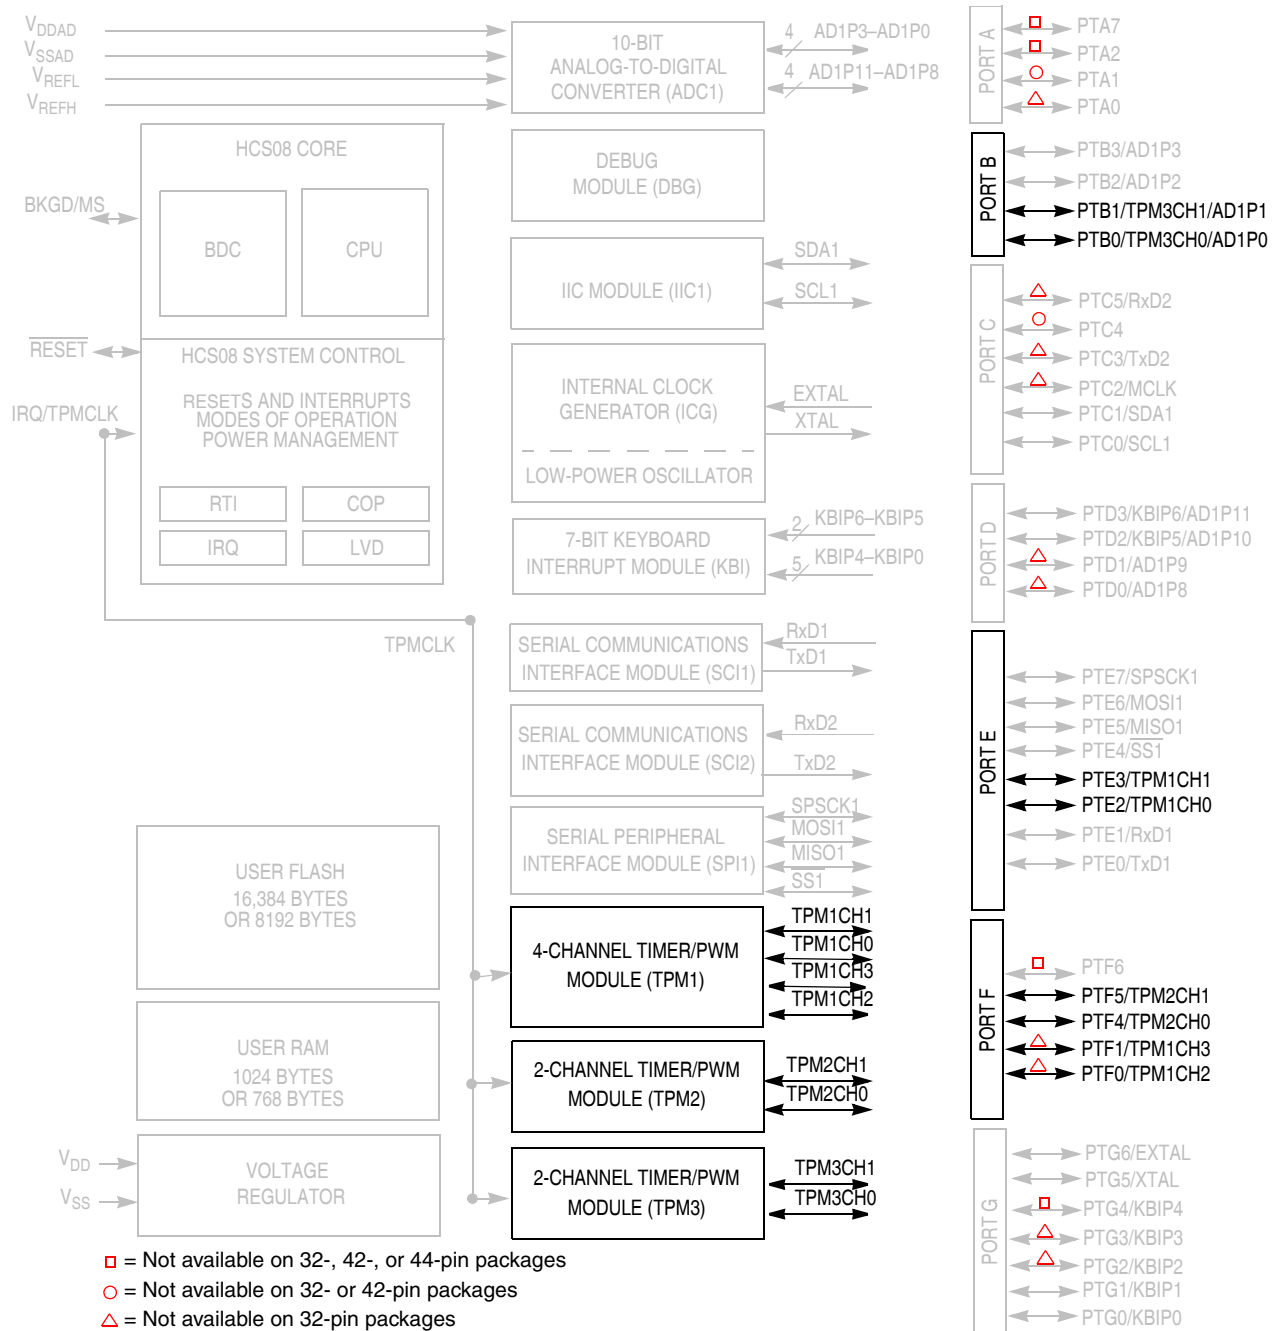 V_DDAD
V_SSAD
V_REFL
V_REFH
10-BIT
ANALOG-TO-DIGITAL
CONVERTER (ADC1)
4 AD1P3–AD1P0
4 AD1P11–AD1P8
HCS08 CORE
BDC
CPU
BKGD/MS
RESET
IRQ/TPMCLK
HCS08 SYSTEM CONTROL
RESETS AND INTERRUPTS
MODES OF OPERATION
POWER MANAGEMENT
RTI
COP
IRQ
LVD
TPMCLK
DEBUG
MODULE (DBG)
IIC MODULE (IIC1)
SDA1
SCL1
INTERNAL CLOCK
GENERATOR (ICG)
LOW-POWER OSCILLATOR
EXTAL
XTAL
7-BIT KEYBOARD
INTERRUPT MODULE (KBI)
2 KBIP6–KBIP5
5 KBIP4–KBIP0
SERIAL COMMUNICATIONS
INTERFACE MODULE (SCI1)
RxD1
TxD1
SERIAL COMMUNICATIONS
INTERFACE MODULE (SCI2)
RxD2
TxD2
SERIAL PERIPHERAL
INTERFACE MODULE (SPI1)
SPSCK1
MOSI1
MISO1
SS1
USER FLASH
16,384 BYTES
OR 8192 BYTES
4-CHANNEL TIMER/PWM
MODULE (TPM1)
TPM1CH1
TPM1CH0
TPM1CH3
TPM1CH2
USER RAM
1024 BYTES
OR 768 BYTES
2-CHANNEL TIMER/PWM
MODULE (TPM2)
TPM2CH1
TPM2CH0
V_DD
V_SS
VOLTAGE
REGULATOR
2-CHANNEL TIMER/PWM
MODULE (TPM3)
TPM3CH1
TPM3CH0
PORT A
PTA7
PTA2
PTA1
PTA0
PORT B
PTB3/AD1P3
PTB2/AD1P2
PTB1/TPM3CH1/AD1P1
PTB0/TPM3CH0/AD1P0
PORT C
PTC5/RxD2
PTC4
PTC3/TxD2
PTC2/MCLK
PTC1/SDA1
PTC0/SCL1
PORT D
PTD3/KBIP6/AD1P11
PTD2/KBIP5/AD1P10
PTD1/AD1P9
PTD0/AD1P8
PORT E
PTE7/SPSCK1
PTE6/MOSI1
PTE5/MISO1
PTE4/SS1
PTE3/TPM1CH1
PTE2/TPM1CH0
PTE1/RxD1
PTE0/TxD1
PORT F
PTF6
PTF5/TPM2CH1
PTF4/TPM2CH0
PTF1/TPM1CH3
PTF0/TPM1CH2
PORT G
PTG6/EXTAL
PTG5/XTAL
PTG4/KBIP4
PTG3/KBIP3
PTG2/KBIP2
PTG1/KBIP1
PTG0/KBIP0
= Not available on 32-, 42-, or 44-pin packages
= Not available on 32- or 42-pin packages
= Not available on 32-pin packages